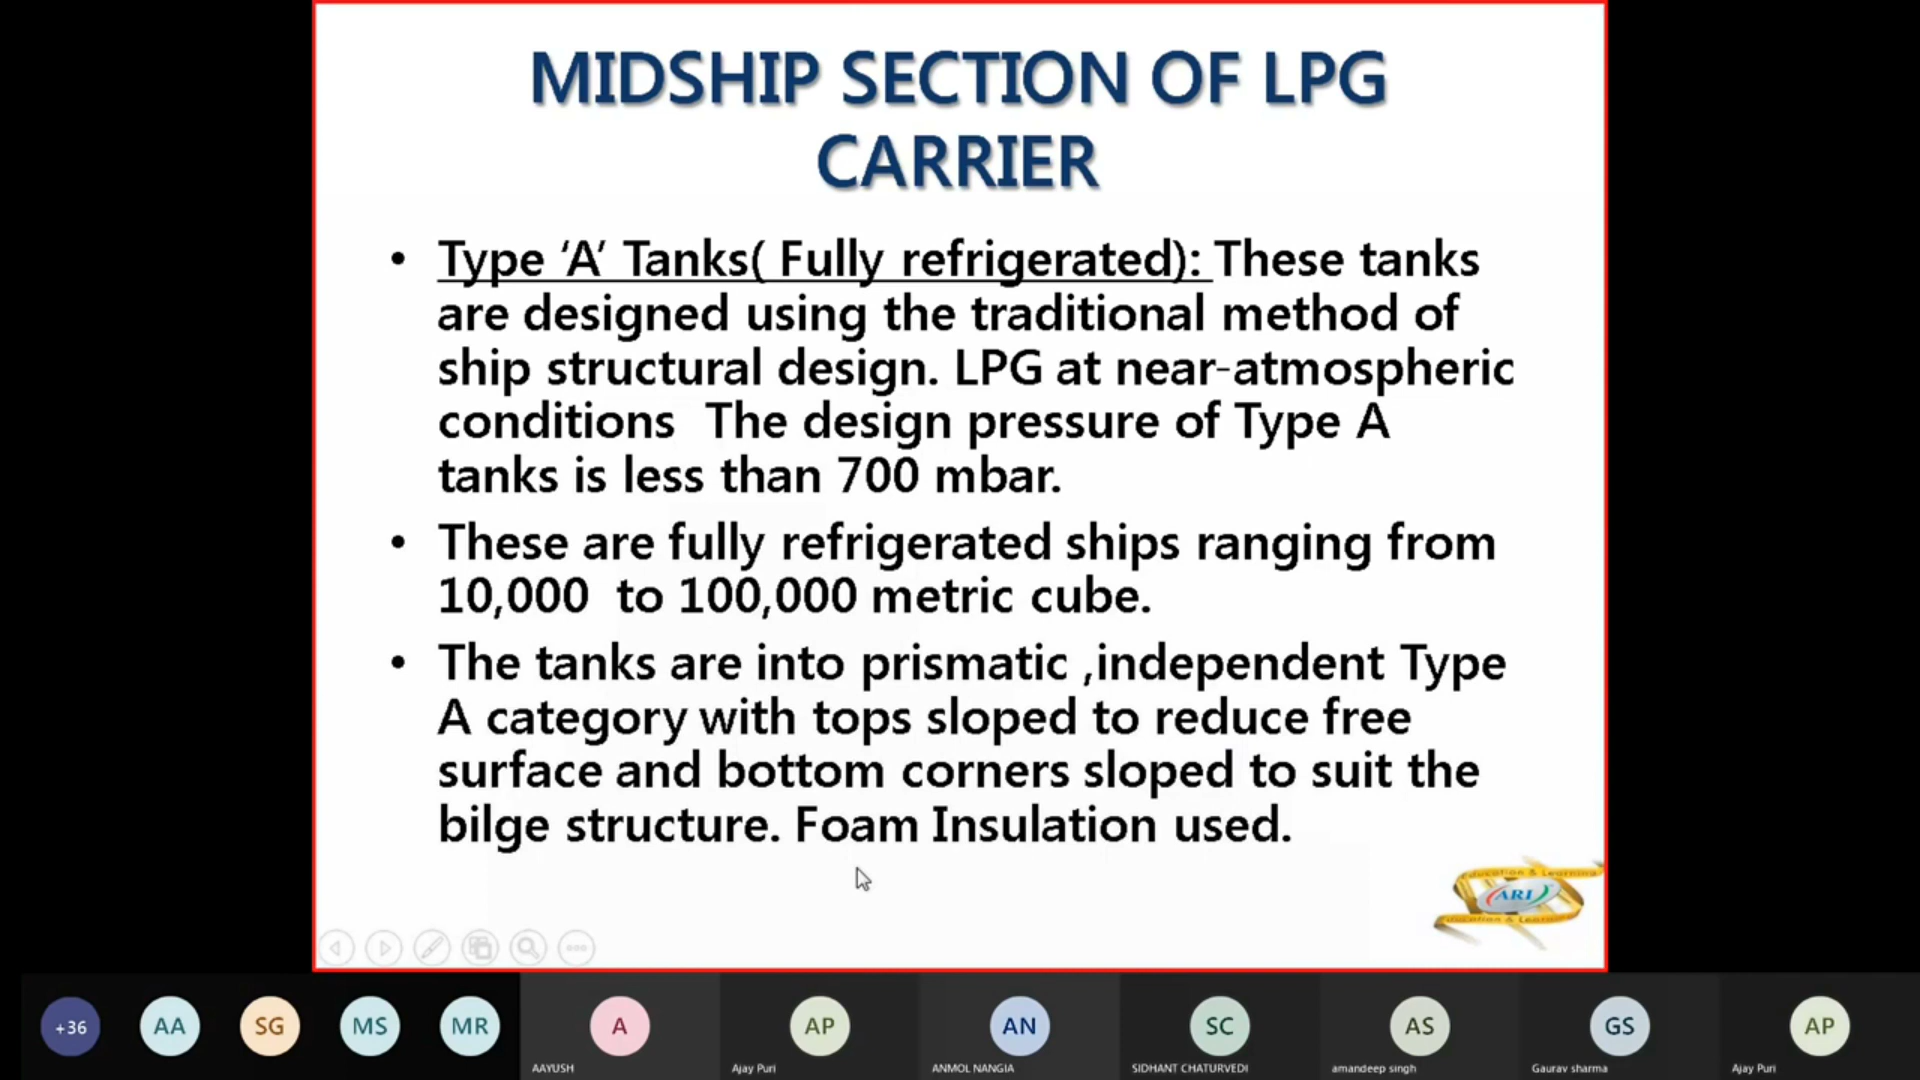 MIDSHIP SECTION OF LPG
CARRIER
• Type ‘A’ Tanks( Fully refrigerated): These tanks
are designed using the traditional method of
ship structural design. LPG at near-atmospheric
conditions  The design pressure of Type A
tanks is less than 700 mbar.
• These are fully refrigerated ships ranging from
10,000  to 100,000 metric cube.
• The tanks are into prismatic ,independent Type
A category with tops sloped to reduce free
surface and bottom corners sloped to suit the
bilge structure. Foam Insulation used.
Education & Learning
ARI
Education & Learning
+36 AA SG MS MR A AP AN SC AS GS AP
AAYUSH Ajay Puri ANMOL NANGIA SIDHANT CHATURVEDI amandeep singh Gaurav sharma Ajay Puri